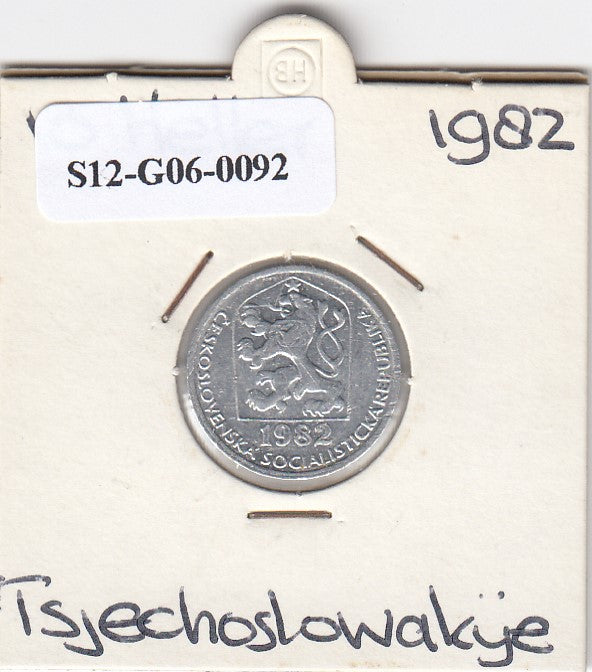 HB
1982
S12-G06-0092
ČESKOSLOVENSKÁ SOCIALISTICKÁ REPUBLIKA
1982
Tsjechoslowakije